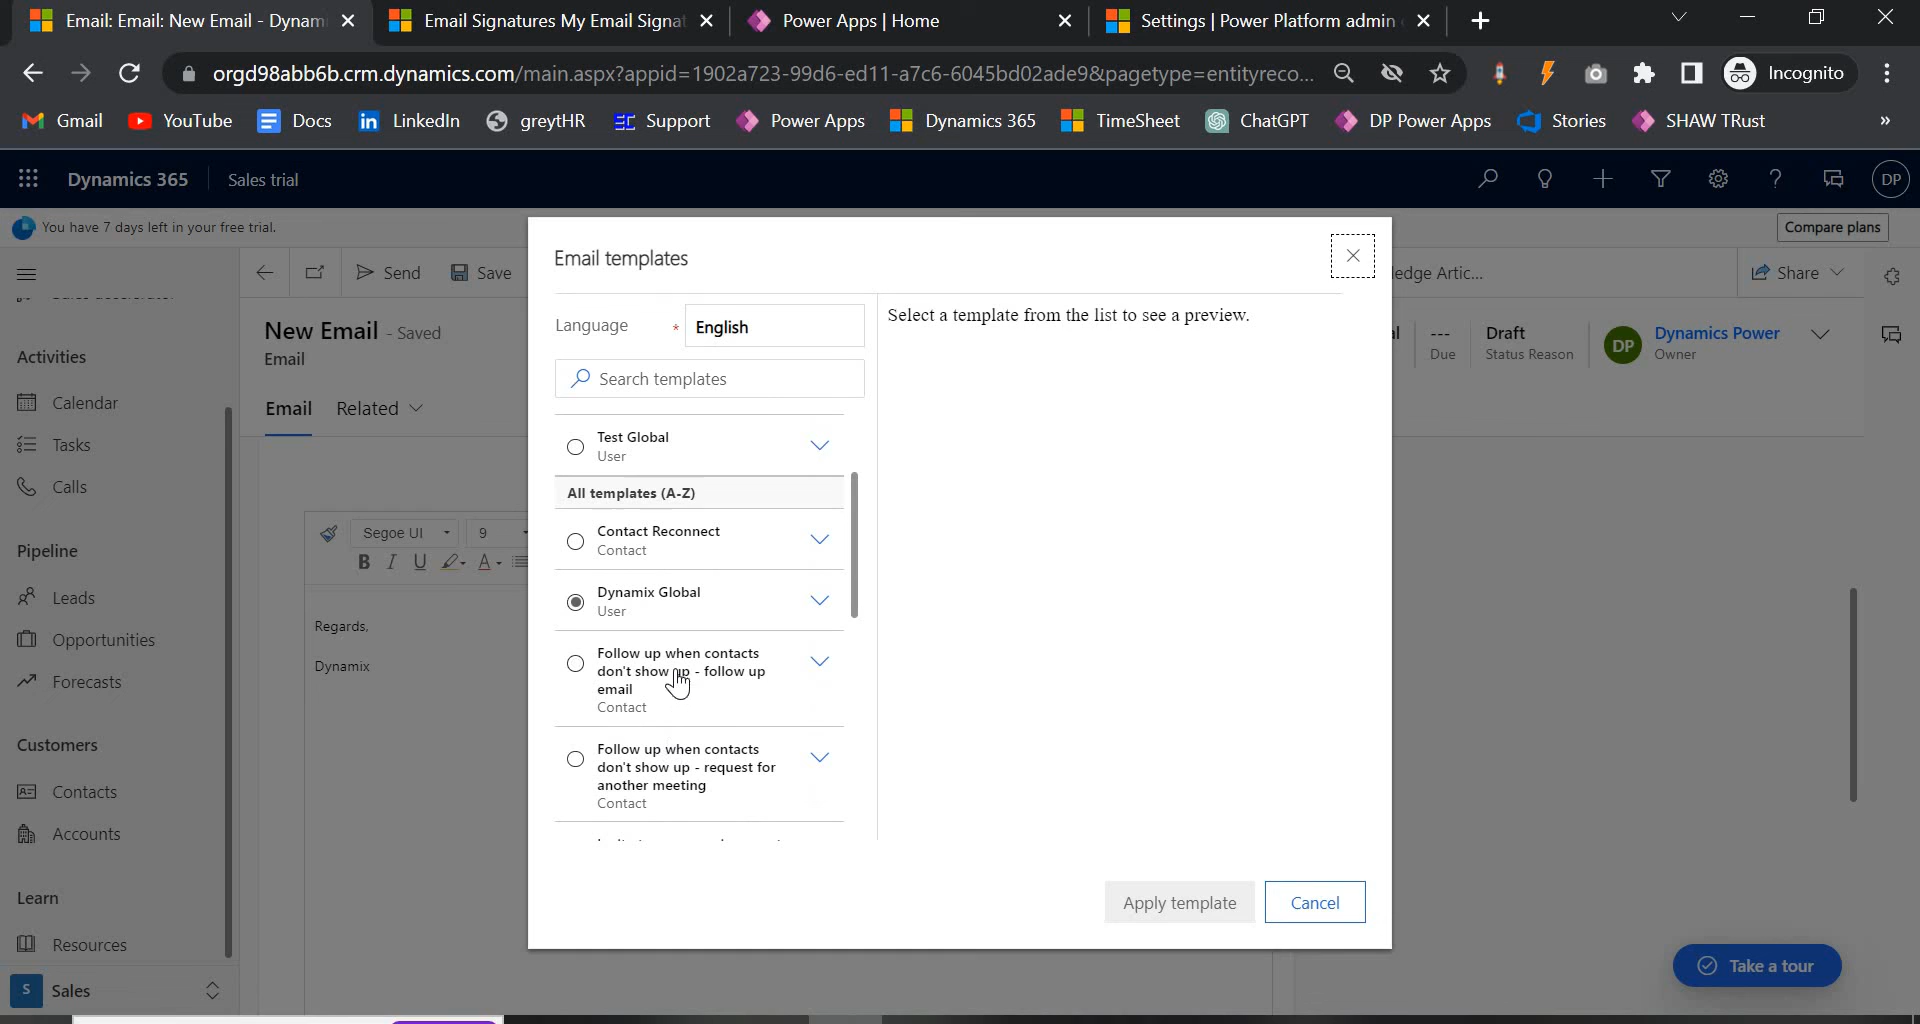 Email: Email: New Email - Dynam
Email Signatures My Email Signat
Power Apps | Home
Settings | Power Platform admin
orgd98abb6b.crm.dynamics.com/main.aspx?appid=1902a723-99d6-ed11-a7c6-6045bd02ade9&pagetype=entityreco...
Incognito
Gmail
YouTube
Docs
LinkedIn
greytHR
Support
Power Apps
Dynamics 365
TimeSheet
ChatGPT
DP Power Apps
Stories
SHAW TRust
»
Dynamics 365
Sales trial
DP
You have 7 days left in your free trial.
Compare plans
Send
Save
edge Artic...
Share
New Email - Saved
Email
---
Due
Draft
Status Reason
DP
Dynamics Power
Owner
Email
Related
Activities
Calendar
Tasks
Calls
Pipeline
Leads
Opportunities
Forecasts
Customers
Contacts
Accounts
Learn
Resources
S
Sales
Segoe UI
9
B I U A
Regards,
Dynamix
Email templates
Language *
English
Search templates
Test Global
User
All templates (A-Z)
Contact Reconnect
Contact
Dynamix Global
User
Follow up when contacts
don't show up - follow up
email
Contact
Follow up when contacts
don't show up - request for
another meeting
Contact
Select a template from the list to see a preview.
Apply template
Cancel
Take a tour